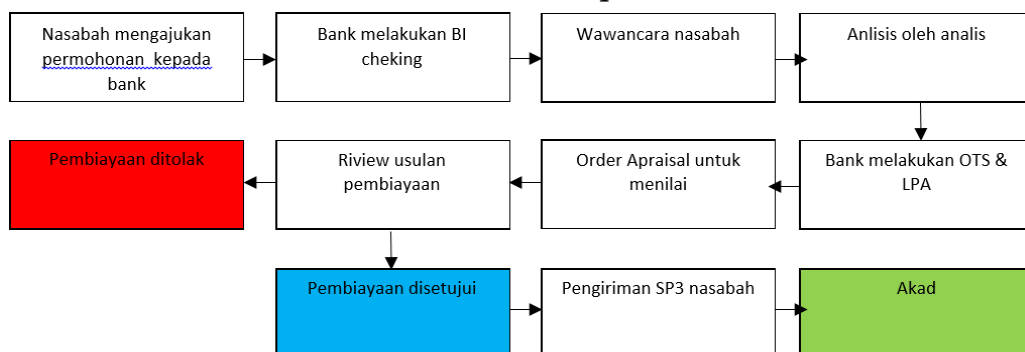 Nasabah mengajukan
permohonan kepada
bank
Bank melakukan BI
cheking
Wawancara nasabah
Anlisis oleh analis
Pembiayaan ditolak
Riview usulan
pembiayaan
Order Apraisal untuk
menilai
Bank melakukan OTS &
LPA
Pembiayaan disetujui
Pengiriman SP3 nasabah
Akad